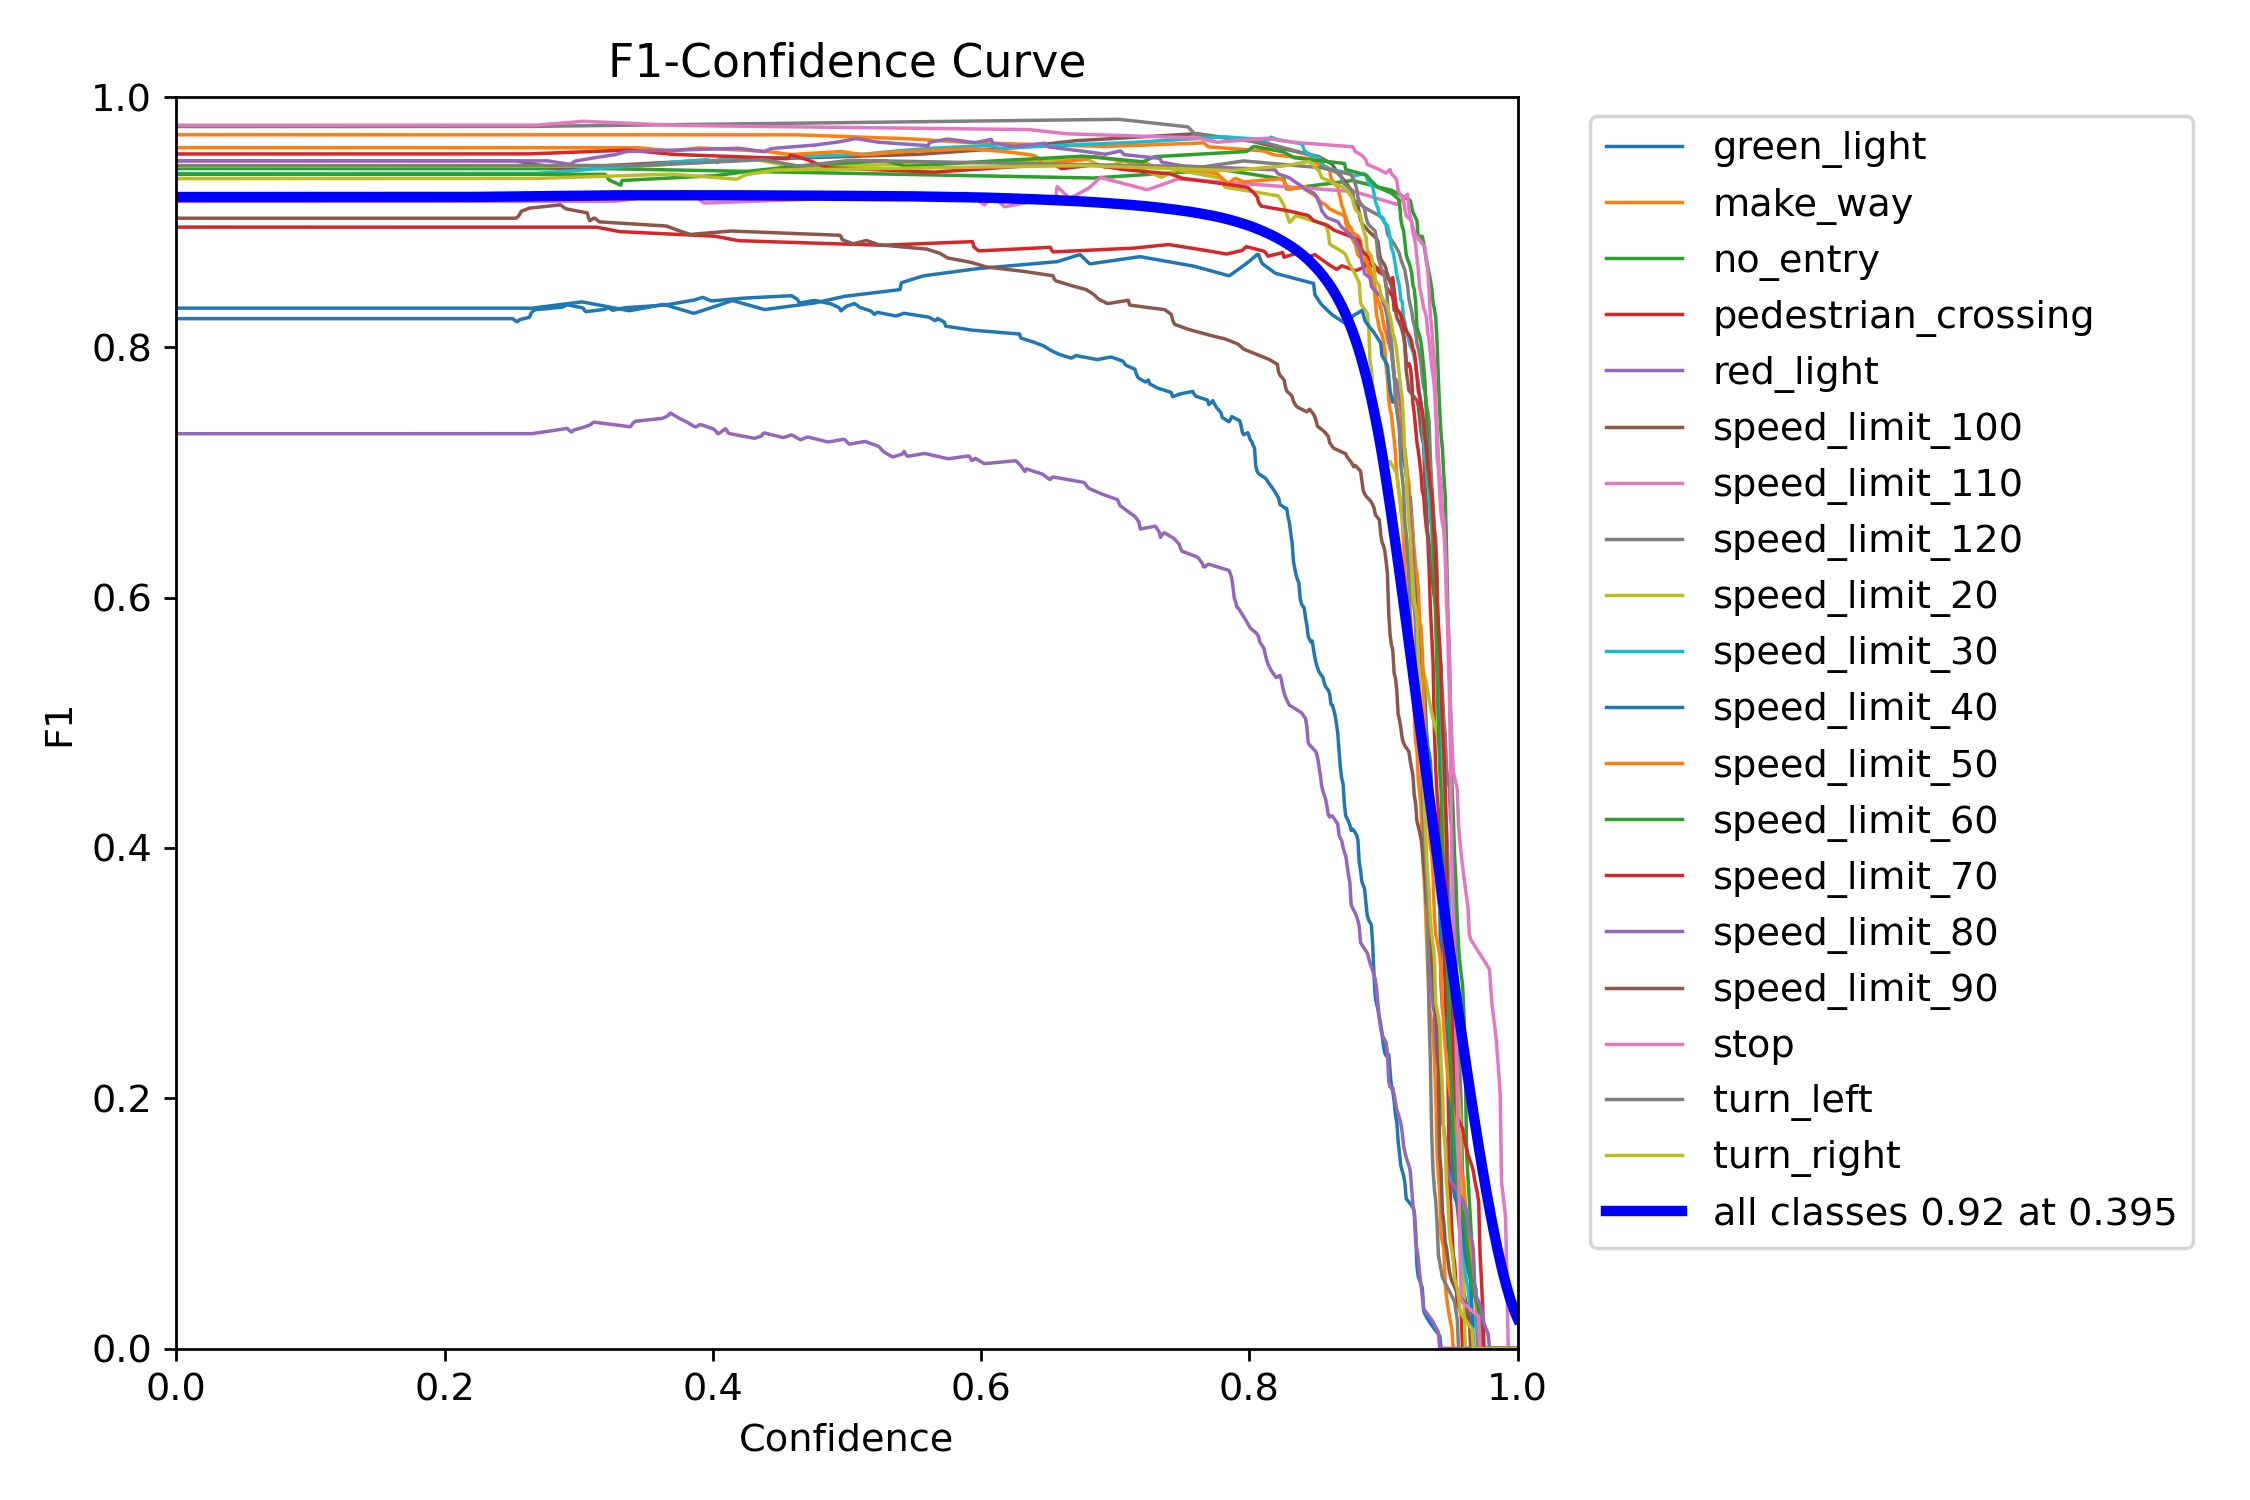 F1-Confidence Curve
1.0
0.8
0.6
0.4
0.2
0.0
F1
0.0 0.2 0.4 0.6 0.8 1.0
Confidence
green_light
make_way
no_entry
pedestrian_crossing
red_light
speed_limit_100
speed_limit_110
speed_limit_120
speed_limit_20
speed_limit_30
speed_limit_40
speed_limit_50
speed_limit_60
speed_limit_70
speed_limit_80
speed_limit_90
stop
turn_left
turn_right
all classes 0.92 at 0.395